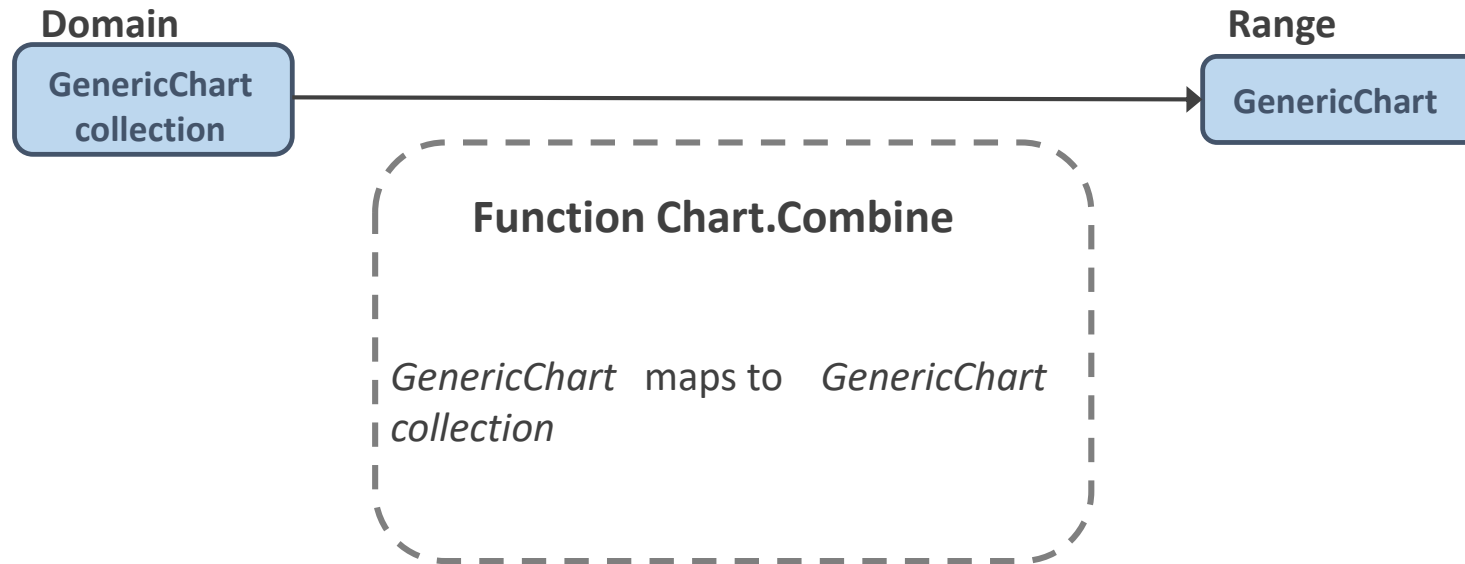 Domain
Range
GenericChart
collection
GenericChart
Function Chart.Combine
GenericChart maps to GenericChart
collection